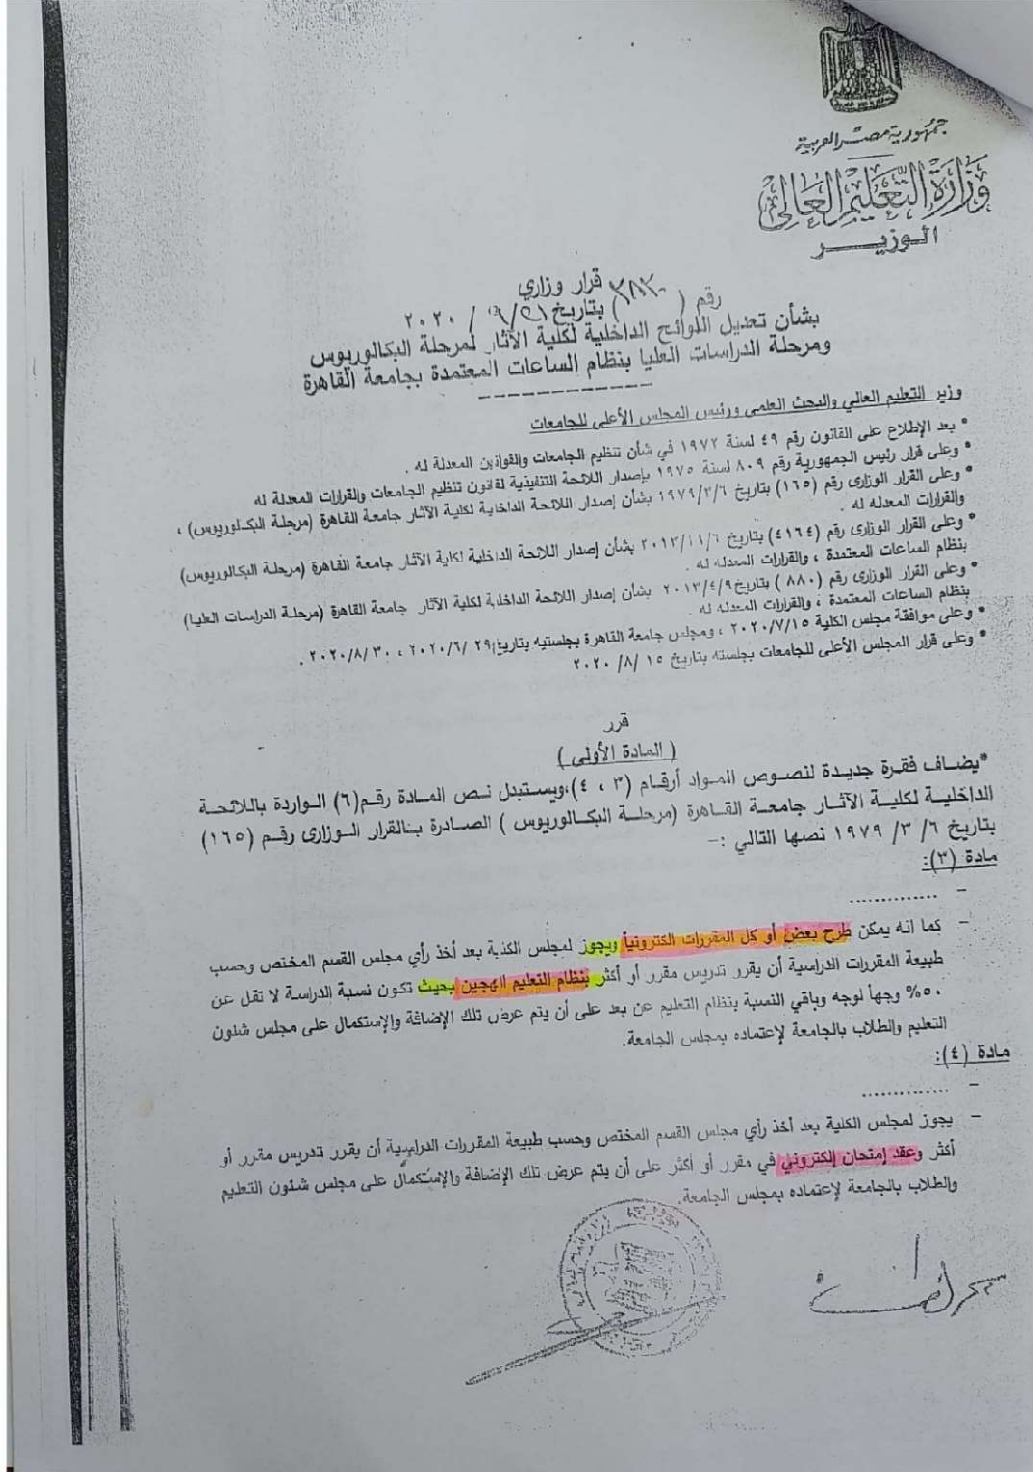 جمهورية مصر العربية
وزارة التعليم العالى
الوزير
قرار وزاري
رقم (٣٨٣٠) بتاريخ / ٢٠٢٠
بشأن تعديل اللوائح الداخلية لكلية الآثار لمرحلة البكالوريوس
ومرحلة الدراسات العليا بنظام الساعات المعتمدة بجامعة القاهرة
وزير التعليم العالي والبحث العلمى ورئيس المجلس الأعلى للجامعات
* بعد الإطلاع على القانون رقم ٤٩ لسنة ١٩٧٢ في شأن تنظيم الجامعات والقوانين المعدلة له .
* وعلى قرار رئيس الجمهورية رقم ٨٠٩ لسنة ١٩٧٥ بإصدار اللائحة التنفيذية لقانون تنظيم الجامعات والقرارات المعدلة له
* وعلى القرار الوزارى رقم (١٦٥) بتاريخ ١٩٧٩/٣/٦ بشأن إصدار اللائحة الداخلية لكلية الآثار جامعة القاهرة (مرحلة البكالوريوس) ،
والقرارات المعدله له .
* وعلى القرار الوزارى رقم (٤١٦٤) بتاريخ ٢٠١٣/١١/٦ بشأن إصدار اللائحة الداخلية لكلية الآثار جامعة القاهرة (مرحلة البكالوريوس)
بنظام الساعات المعتمدة ، والقرارات المعدله له .
* وعلى القرار الوزارى رقم (٨٨٠) بتاريخ ٢٠١٣/٤/٩ بشأن إصدار اللائحة الداخلية لكلية الآثار جامعة القاهرة (مرحلة الدراسات العليا)
بنظام الساعات المعتمدة ، والقرارات المعدله له .
* وعلى موافقة مجلس الكلية ٢٠٢٠/٧/١٥ ، ومجلس جامعة القاهرة بجلستيه بتاريخ ٢٠٢٠/٦/٢٩ ، ٢٠٢٠/٨/٣٠ .
* وعلى قرار المجلس الأعلى للجامعات بجلسته بتاريخ ١٥ /٨/ ٢٠٢٠
قرر
( المادة الأولى )
*يضاف فقرة جديدة لنصوص المواد أرقام (٣ ، ٤)،ويستبدل نص المادة رقم(٦) الواردة باللائحة
الداخلية لكلية الآثار جامعة القاهرة (مرحلة البكالوريوس ) الصادرة بالقرار الوزارى رقم (١٦٥)
بتاريخ ٦/ ٣/ ١٩٧٩ نصها التالي :-
مادة (٣):
- ..............
- كما انه يمكن طرح بعض أو كل المقررات الكترونيا ويجوز لمجلس الكلية بعد أخذ رأي مجلس القسم المختص وحسب
طبيعة المقررات الدراسية أن يقرر تدريس مقرر أو أكثر بنظام التعليم الهجين بحيث تكون نسبة الدراسة لا تقل عن
٥٠% وجهاً لوجه وباقي النسبة بنظام التعليم عن بعد على أن يتم عرض تلك الإضافة والإستكمال على مجلس شئون
التعليم والطلاب بالجامعة لإعتماده بمجلس الجامعة.
مادة (٤):
- ..............
- يجوز لمجلس الكلية بعد أخذ رأي مجلس القسم المختص وحسب طبيعة المقررات الدراسية أن يقرر تدريس مقرر أو
أكثر وعقد إمتحان إلكتروني في مقرر أو أكثر على أن يتم عرض تلك الإضافة والإستكمال على مجلس شئون التعليم
والطلاب بالجامعة لإعتماده بمجلس الجامعة.